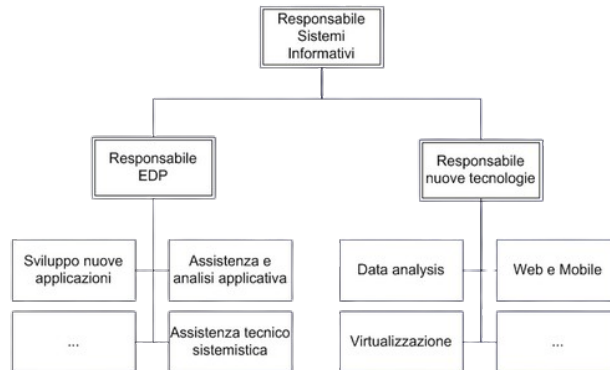 Responsabile
Sistemi
Informativi
Responsabile
EDP
Responsabile
nuove tecnologie
Sviluppo nuove
applicazioni
Assistenza e
analisi applicativa
Data analysis
Web e Mobile
...
Assistenza tecnico
sistemistica
Virtualizzazione
...